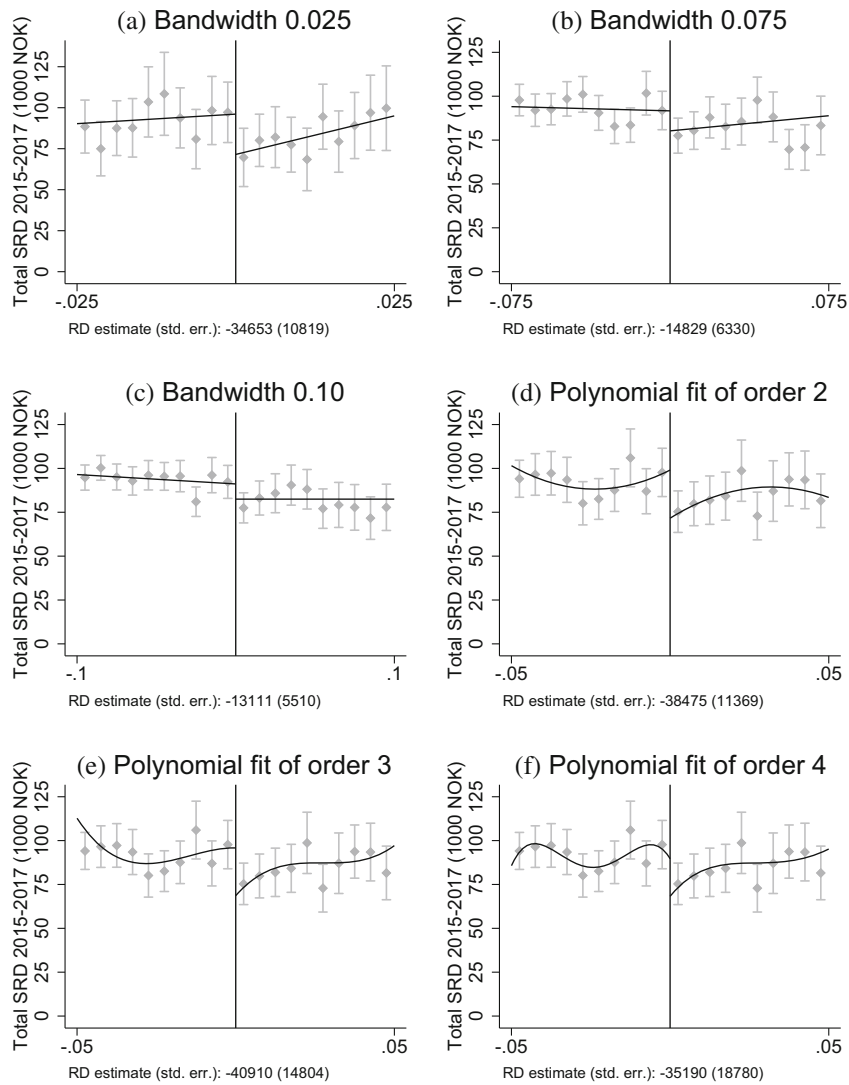 (a) Bandwidth 0.025
Total SRD 2015-2017 (1000 NOK)
125
100
75
50
25
0
-.025
.025
RD estimate (std. err.): -34653 (10819)
(b) Bandwidth 0.075
Total SRD 2015-2017 (1000 NOK)
125
100
75
50
25
0
-.075
.075
RD estimate (std. err.): -14829 (6330)
(c) Bandwidth 0.10
Total SRD 2015-2017 (1000 NOK)
125
100
75
50
25
0
-.1
.1
RD estimate (std. err.): -13111 (5510)
(d) Polynomial fit of order 2
Total SRD 2015-2017 (1000 NOK)
125
100
75
50
25
0
-.05
.05
RD estimate (std. err.): -38475 (11369)
(e) Polynomial fit of order 3
Total SRD 2015-2017 (1000 NOK)
125
100
75
50
25
0
-.05
.05
RD estimate (std. err.): -40910 (14804)
(f) Polynomial fit of order 4
Total SRD 2015-2017 (1000 NOK)
125
100
75
50
25
0
-.05
.05
RD estimate (std. err.): -35190 (18780)